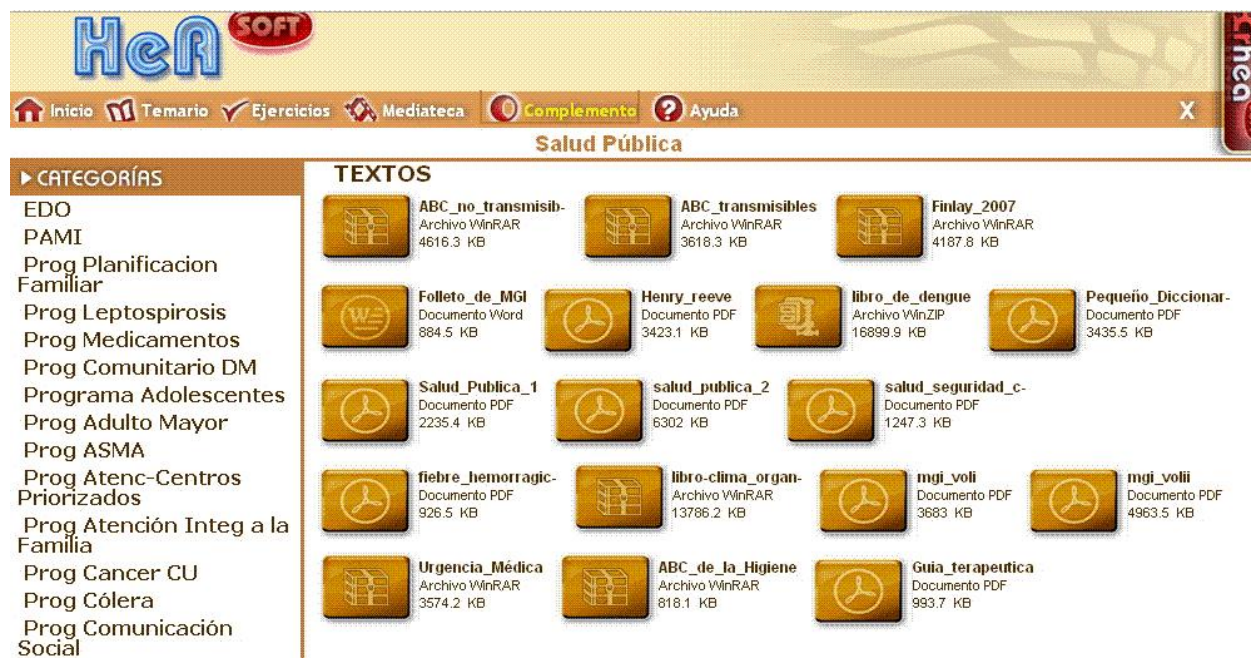 HeA SOFT
Inicio Temario Ejercicios Mediateca Complemento Ayuda X
Salud Pública
CATEGORÍAS
EDO
PAMI
Prog Planificacion
Familiar
Prog Leptospirosis
Prog Medicamentos
Prog Comunitario DM
Programa Adolescentes
Prog Adulto Mayor
Prog ASMA
Prog Atenc-Centros
Priorizados
Prog Atención Integ a la
Familia
Prog Cancer CU
Prog Cólera
Prog Comunicación
Social
TEXTOS
ABC_no_transmisib-
Archivo WinRAR
4616.3 KB
ABC_transmisibles
Archivo WinRAR
3618.3 KB
Finlay_2007
Archivo WinRAR
4187.8 KB
Folleto_de_MGI
Documento Word
884.5 KB
Henry_reeve
Documento PDF
3423.1 KB
libro_de_dengue
Archivo WinZIP
16899.9 KB
Pequeño_Diccionar-
Documento PDF
3435.5 KB
Salud_Publica_1
Documento PDF
2235.4 KB
salud_publica_2
Documento PDF
6302 KB
salud_seguridad_c-
Documento PDF
1247.3 KB
fiebre_hemorragic-
Documento PDF
926.5 KB
libro-clima_organ-
Archivo WinRAR
13786.2 KB
mgi_voli
Documento PDF
3683 KB
mgi_volii
Documento PDF
4963.5 KB
Urgencia_Médica
Archivo WinRAR
3574.2 KB
ABC_de_la_Higiene
Archivo WinRAR
818.1 KB
Guia_terapeutica
Documento PDF
993.7 KB